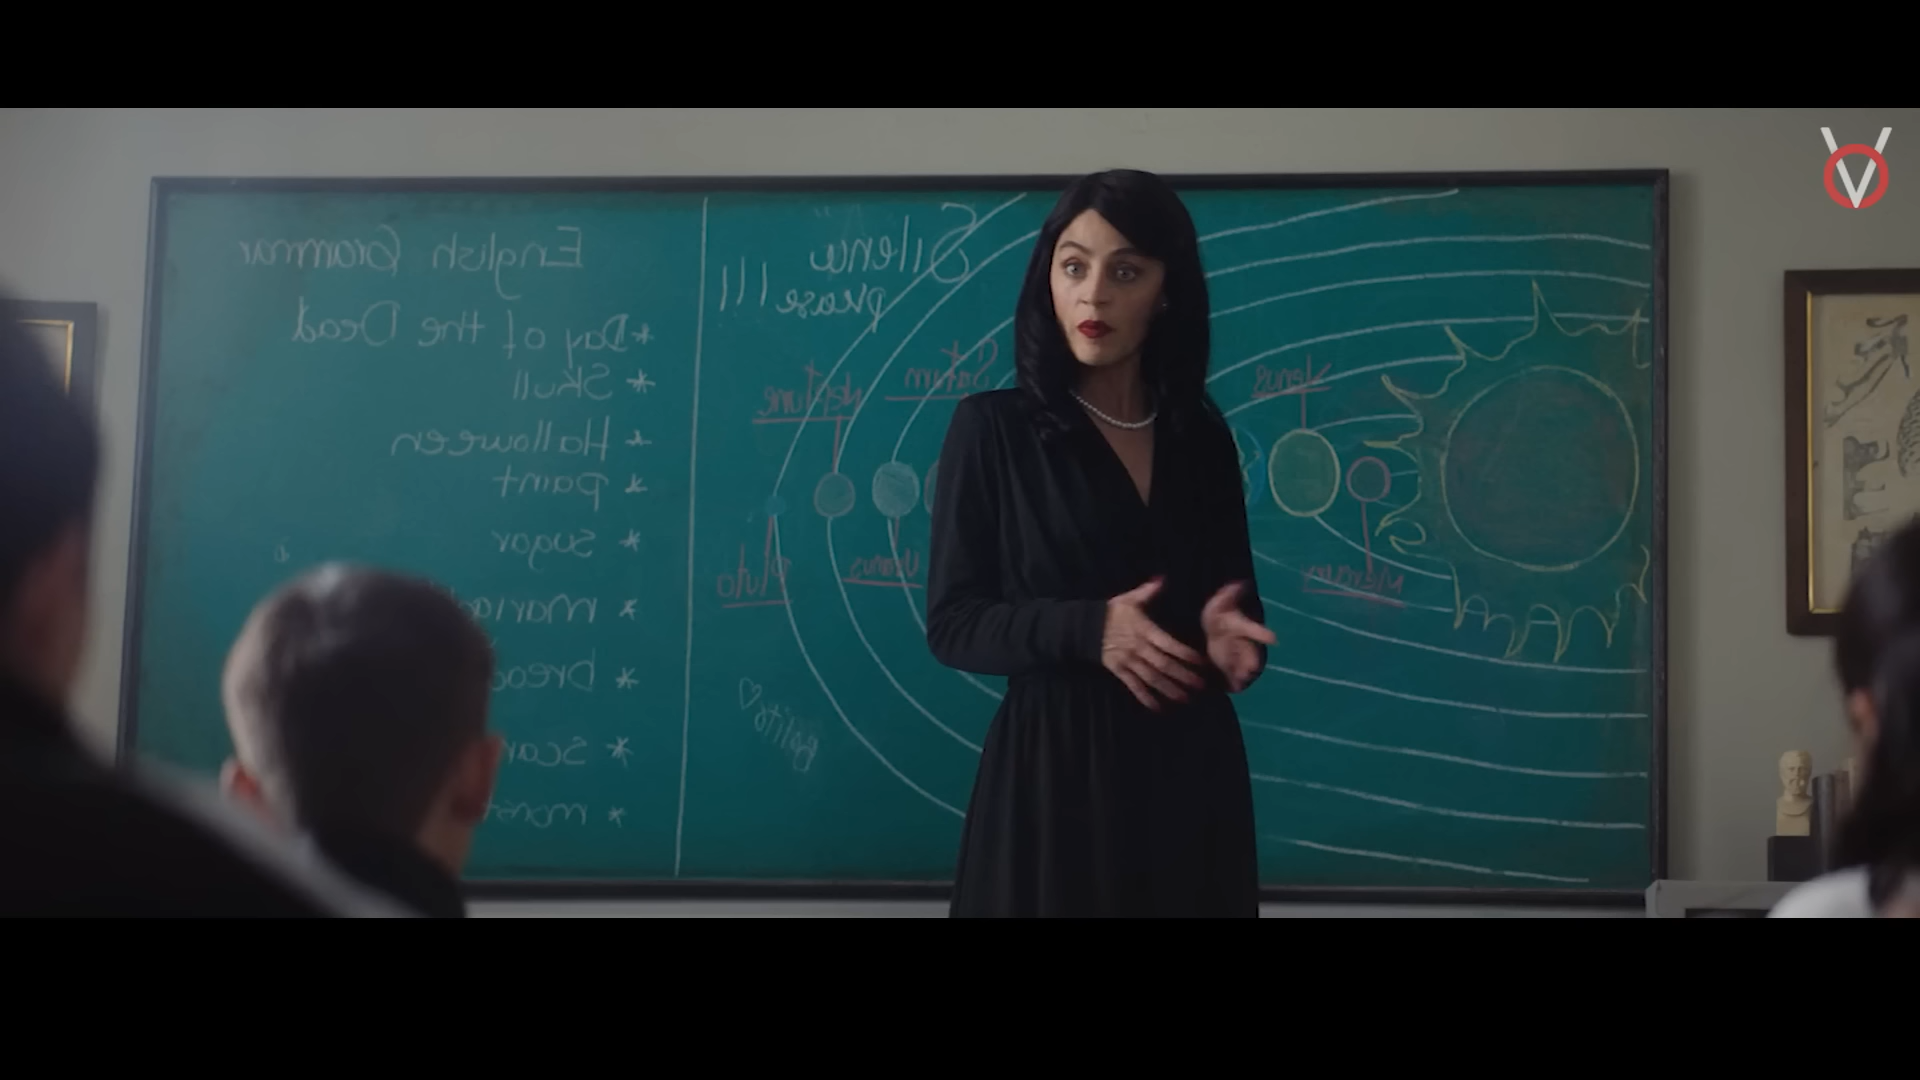 English Grammar
* Day of the Dead
* Skull
* Halloween
* paint
* sugar
*
*
*
*
Silence
please!!!
Neptune
Saturn
Venus
Pluto
Uranus
Mercury